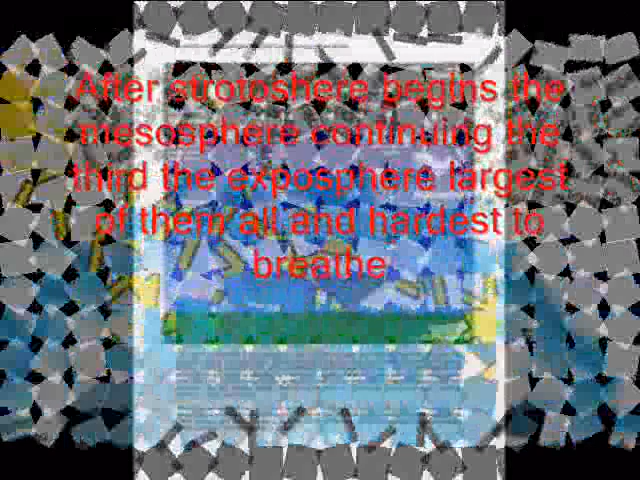 After strotoshere begins the
mesosphere continuing the
third the exposphere largest
of them all and hardest to
breathe